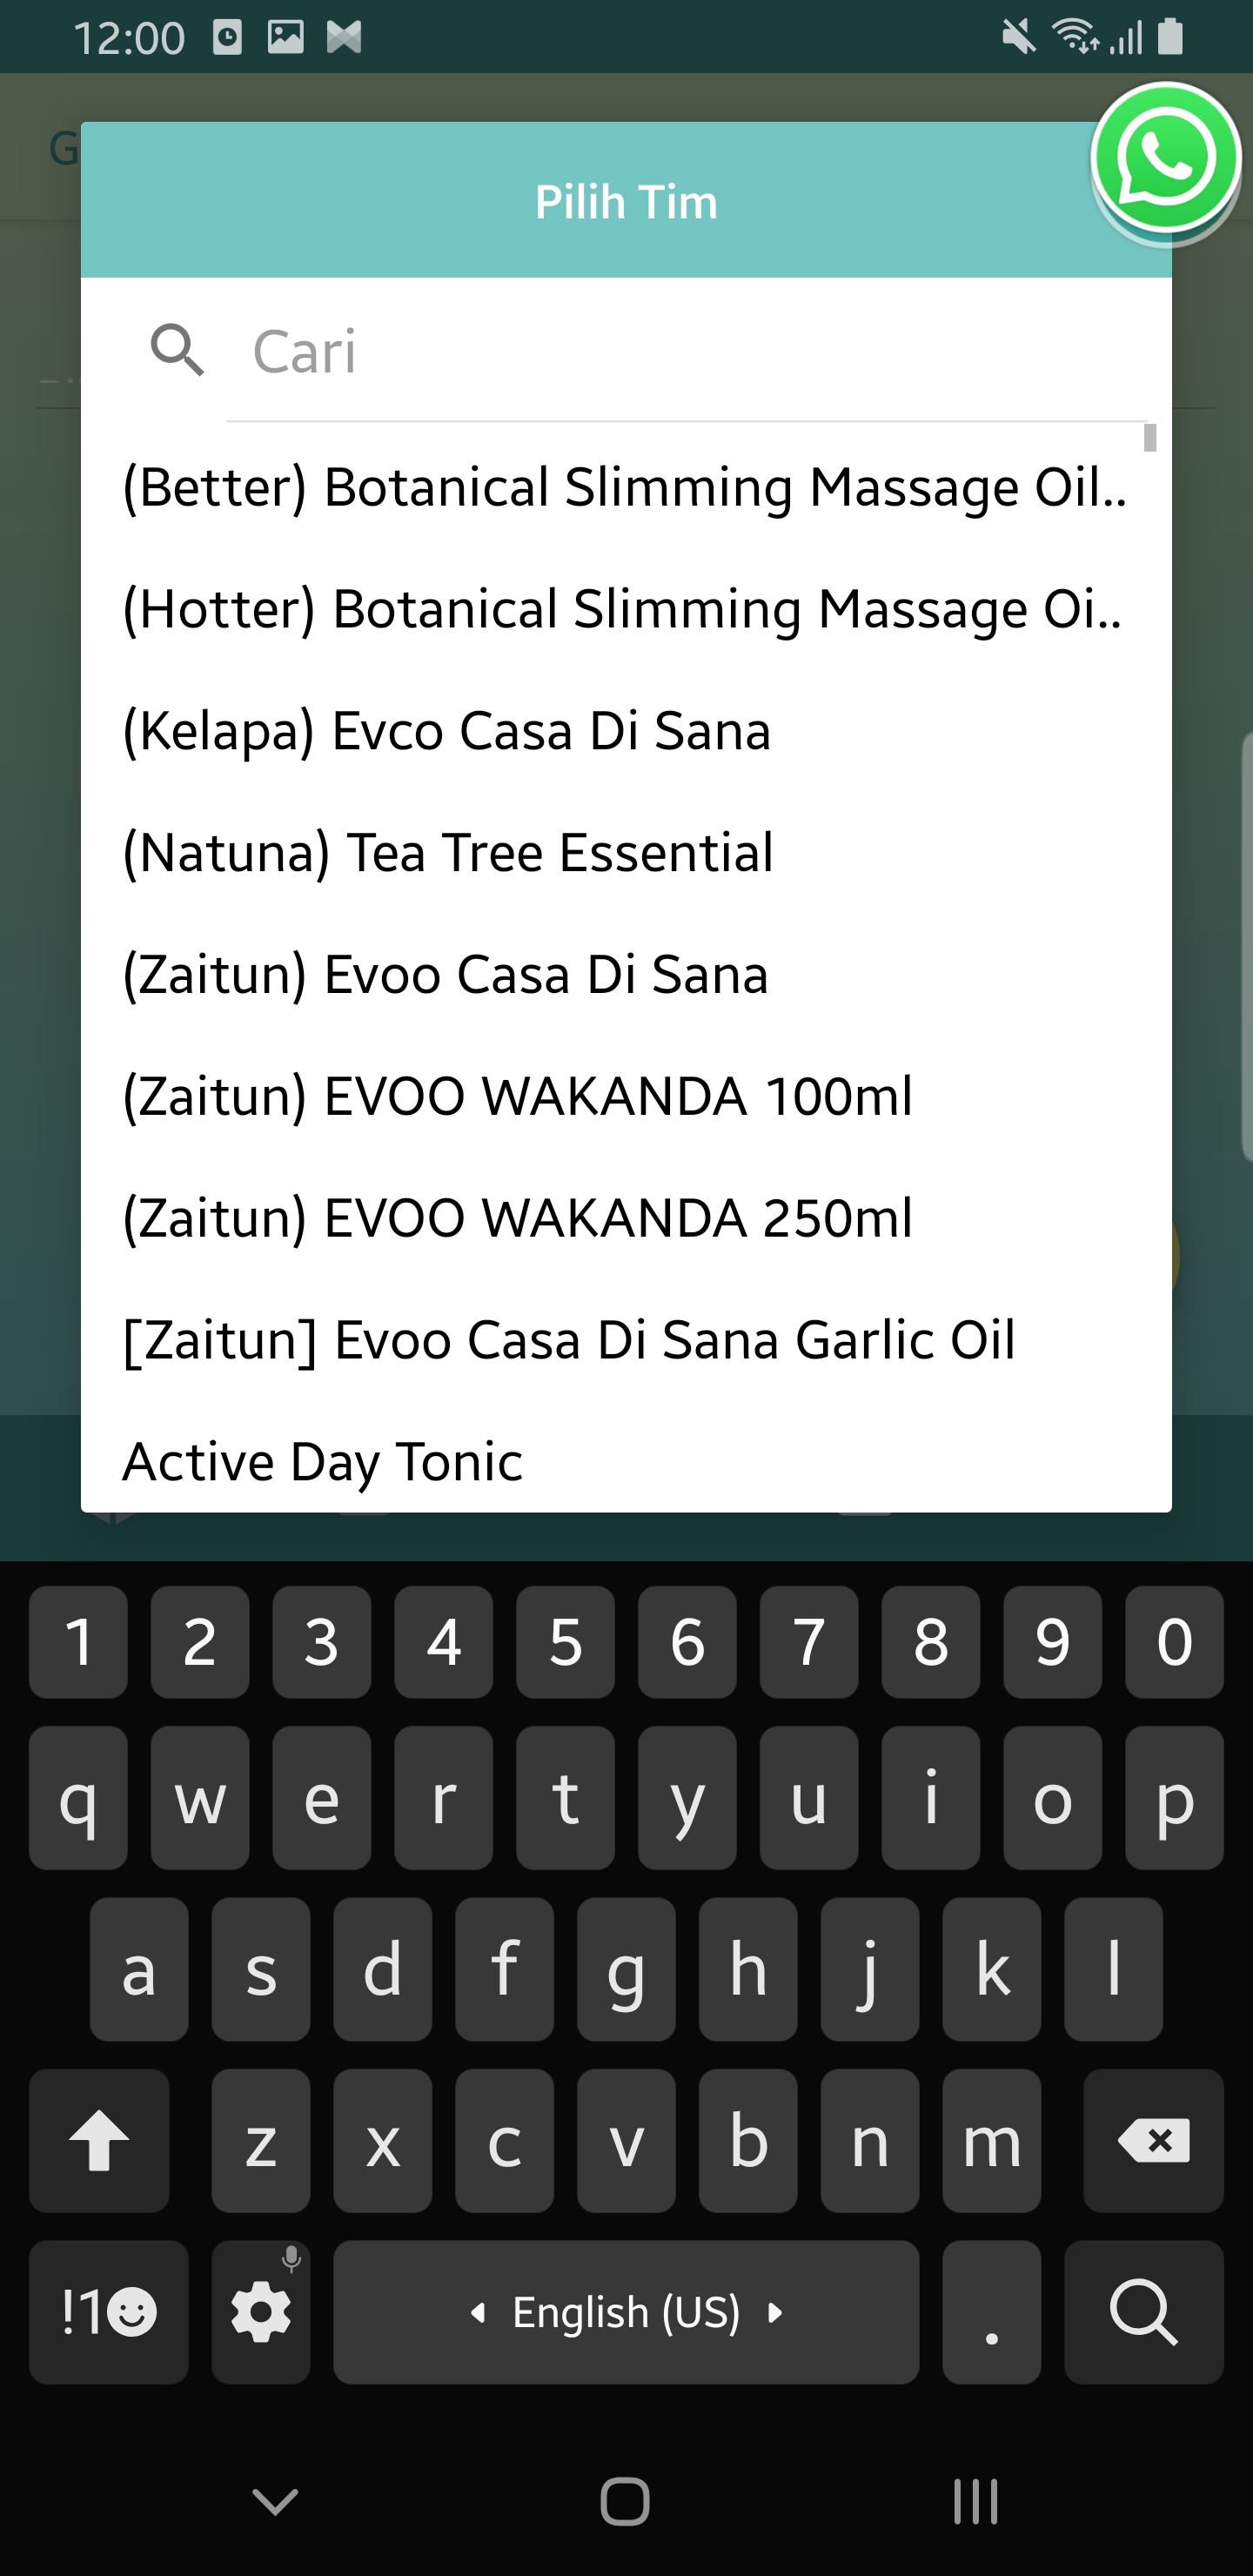 12:00
G
Pilih Tim
Cari
(Better) Botanical Slimming Massage Oil..
(Hotter) Botanical Slimming Massage Oi..
(Kelapa) Evco Casa Di Sana
(Natuna) Tea Tree Essential
(Zaitun) Evoo Casa Di Sana
(Zaitun) EVOO WAKANDA 100ml
(Zaitun) EVOO WAKANDA 250ml
[Zaitun] Evoo Casa Di Sana Garlic Oil
Active Day Tonic
1 2 3 4 5 6 7 8 9 0
q w e r t y u i o p
a s d f g h j k l
z x c v b n m
!1 English (US) .